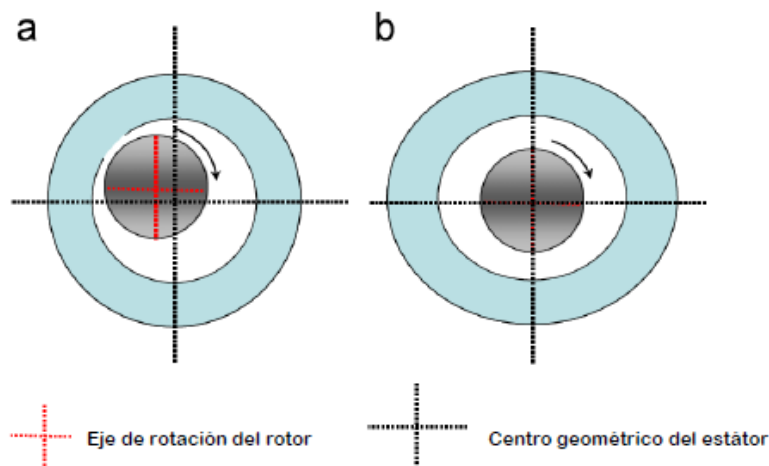 a
b
Eje de rotación del rotor
Centro geométrico del estátor